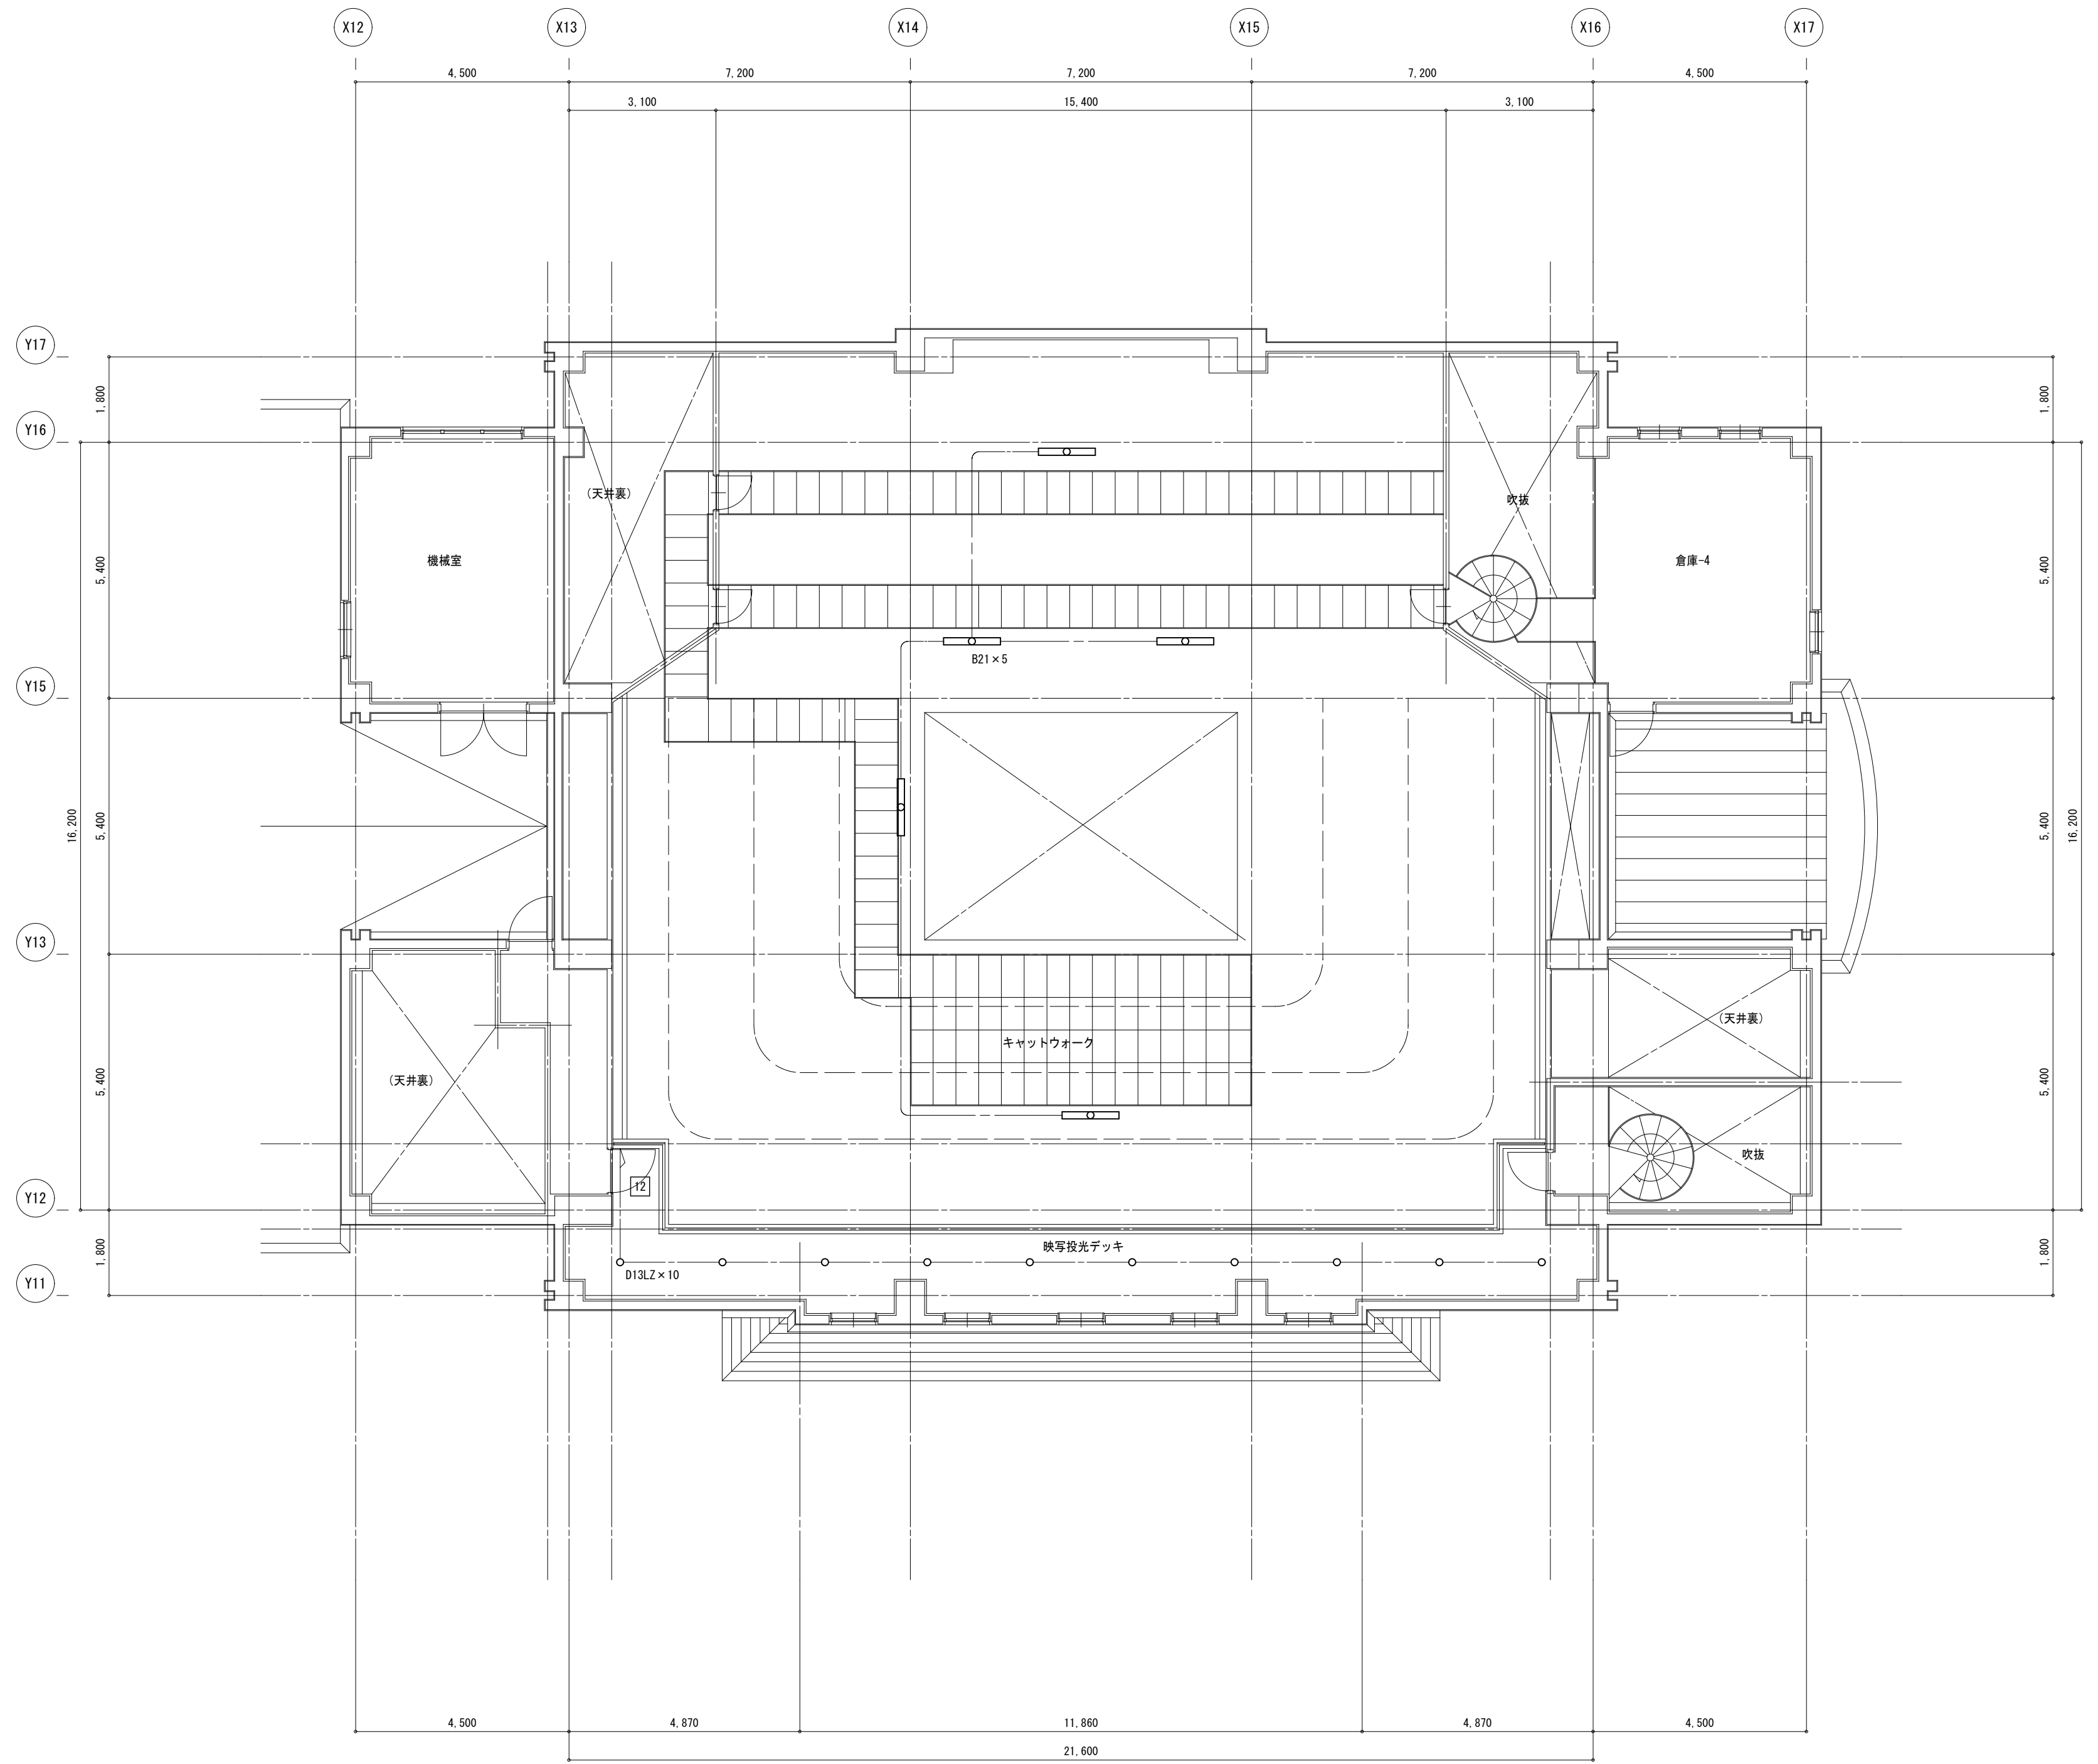 X12 X13 X14 X15 X16 X17
4,500 7,200 7,200 7,200 4,500
3,100 15,400 3,100
Y17
1,800 1,800
Y16
(天井裏) 吹抜
機械室 倉庫-4
5,400 5,400
B21×5
Y15
16,200 5,400 5,400 16,200
Y13
(天井裏)
キャットウォーク
5,400 (天井裏) 5,400
吹抜
12
Y12
映写投光デッキ
1,800 1,800
D13LZ×10
Y11
4,500 4,870 11,860 4,870 4,500
21,600